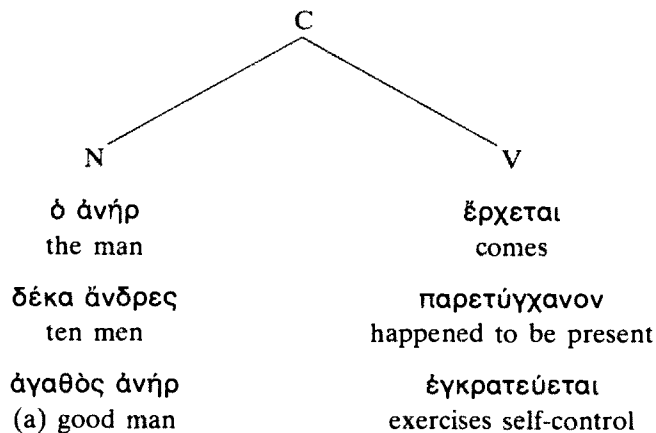 C
N V
ὁ ἀνήρ ἔρχεται
the man comes
δέκα ἄνδρες παρετύγχανον
ten men happened to be present
ἀγαθὸς ἀνήρ ἐγκρατεύεται
(a) good man exercises self-control